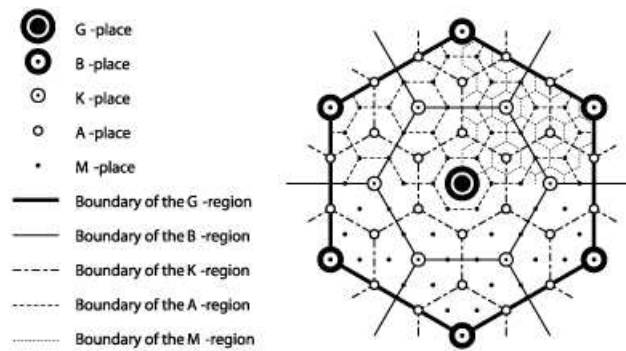 G -place
B -place
K -place
A -place
M -place
Boundary of the G -region
Boundary of the B -region
Boundary of the K -region
Boundary of the A -region
Boundary of the M -region